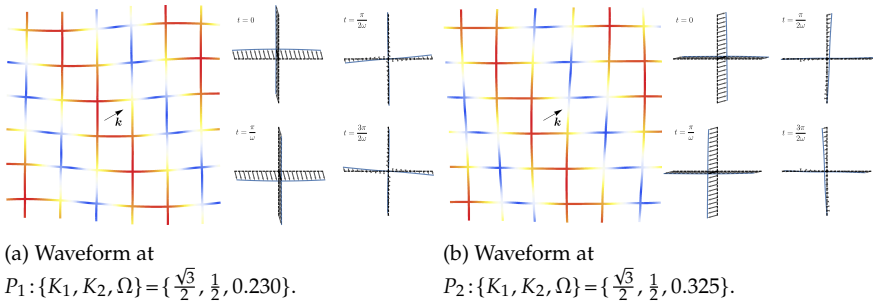 t = 0
t = π/2ω
k
t = π/ω
t = 3π/2ω
t = 0
t = π/2ω
k
t = π/ω
t = 3π/2ω
(a) Waveform at
P₁:{K₁, K₂, Ω}={√3/2, 1/2, 0.230}.
(b) Waveform at
P₂:{K₁, K₂, Ω}={√3/2, 1/2, 0.325}.